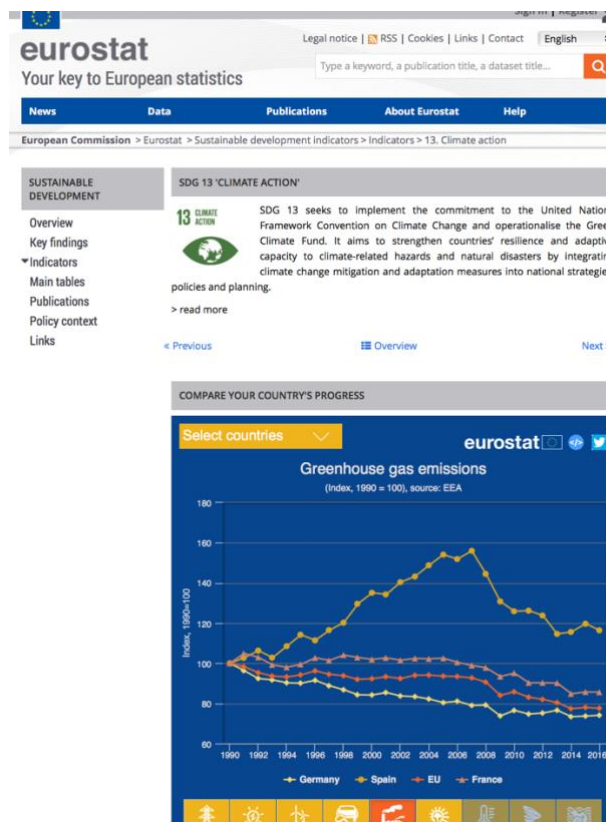 Sign In | Register
eurostat
Your key to European statistics
Legal notice | RSS | Cookies | Links | Contact
English
Type a keyword, a publication title, a dataset title...
News Data Publications About Eurostat Help
European Commission > Eurostat > Sustainable development indicators > Indicators > 13. Climate action
SUSTAINABLE
DEVELOPMENT
Overview
Key findings
Indicators
Main tables
Publications
Policy context
Links
SDG 13 'CLIMATE ACTION'
13 CLIMATE
ACTION
SDG 13 seeks to implement the commitment to the United Nation
Framework Convention on Climate Change and operationalise the Gree
Climate Fund. It aims to strengthen countries' resilience and adaptiv
capacity to climate-related hazards and natural disasters by integratin
climate change mitigation and adaptation measures into national strategie
policies and planning.
> read more
« Previous
Overview
Next
COMPARE YOUR COUNTRY'S PROGRESS
Select countries
eurostat
Greenhouse gas emissions
(Index, 1990 = 100), source: EEA
Index, 1990=100
180
160
140
120
100
80
60
1990 1992 1994 1996 1998 2000 2002 2004 2006 2008 2010 2012 2014 2016
Germany Spain EU France